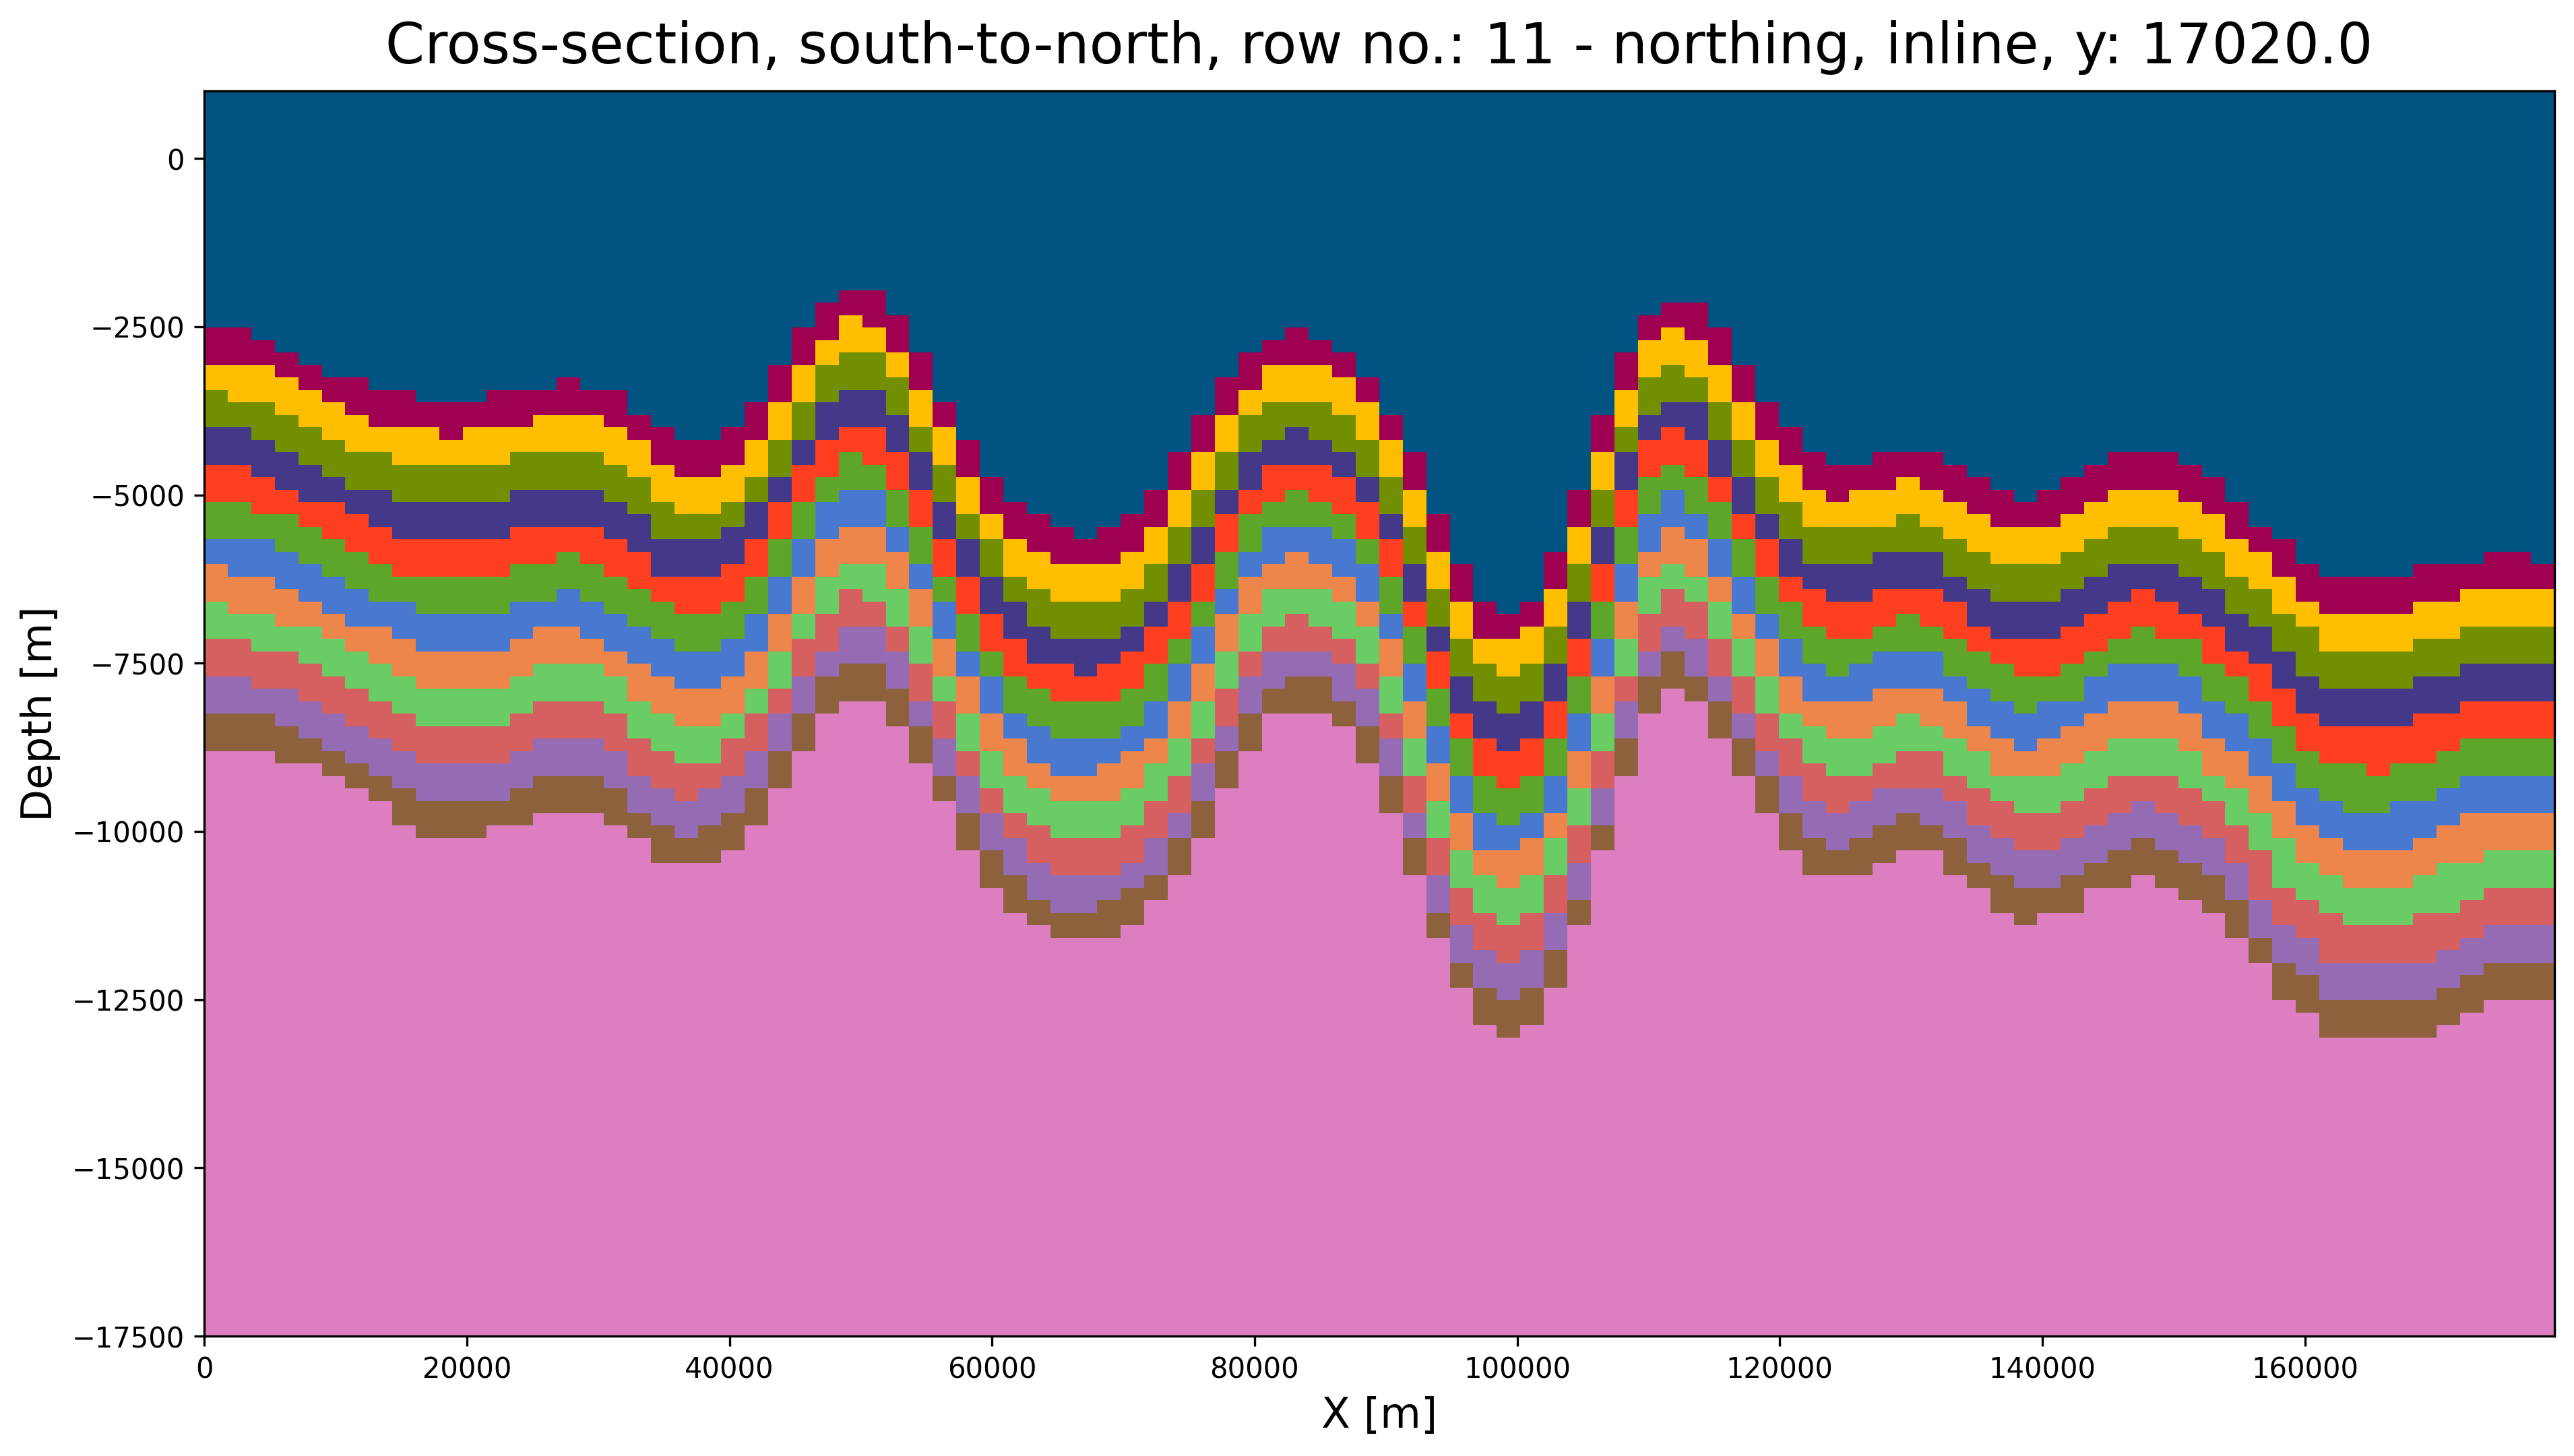 Cross-section, south-to-north, row no.: 11 - northing, inline, y: 17020.0
0
−2500
−5000
−7500
−10000
−12500
−15000
−17500
Depth [m]
0 20000 40000 60000 80000 100000 120000 140000 160000
X [m]